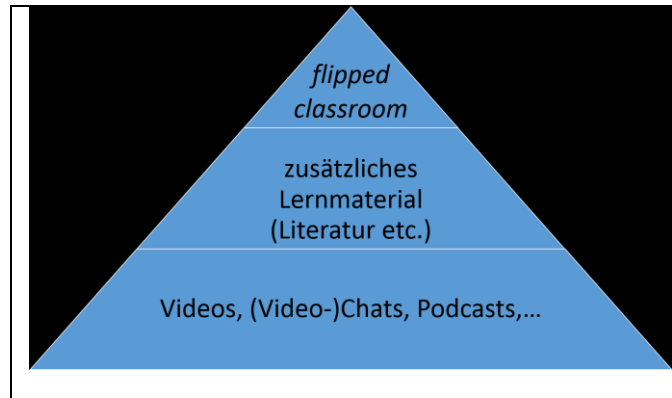 flipped
classroom
zusätzliches
Lernmaterial
(Literatur etc.)
Videos, (Video-)Chats, Podcasts,…